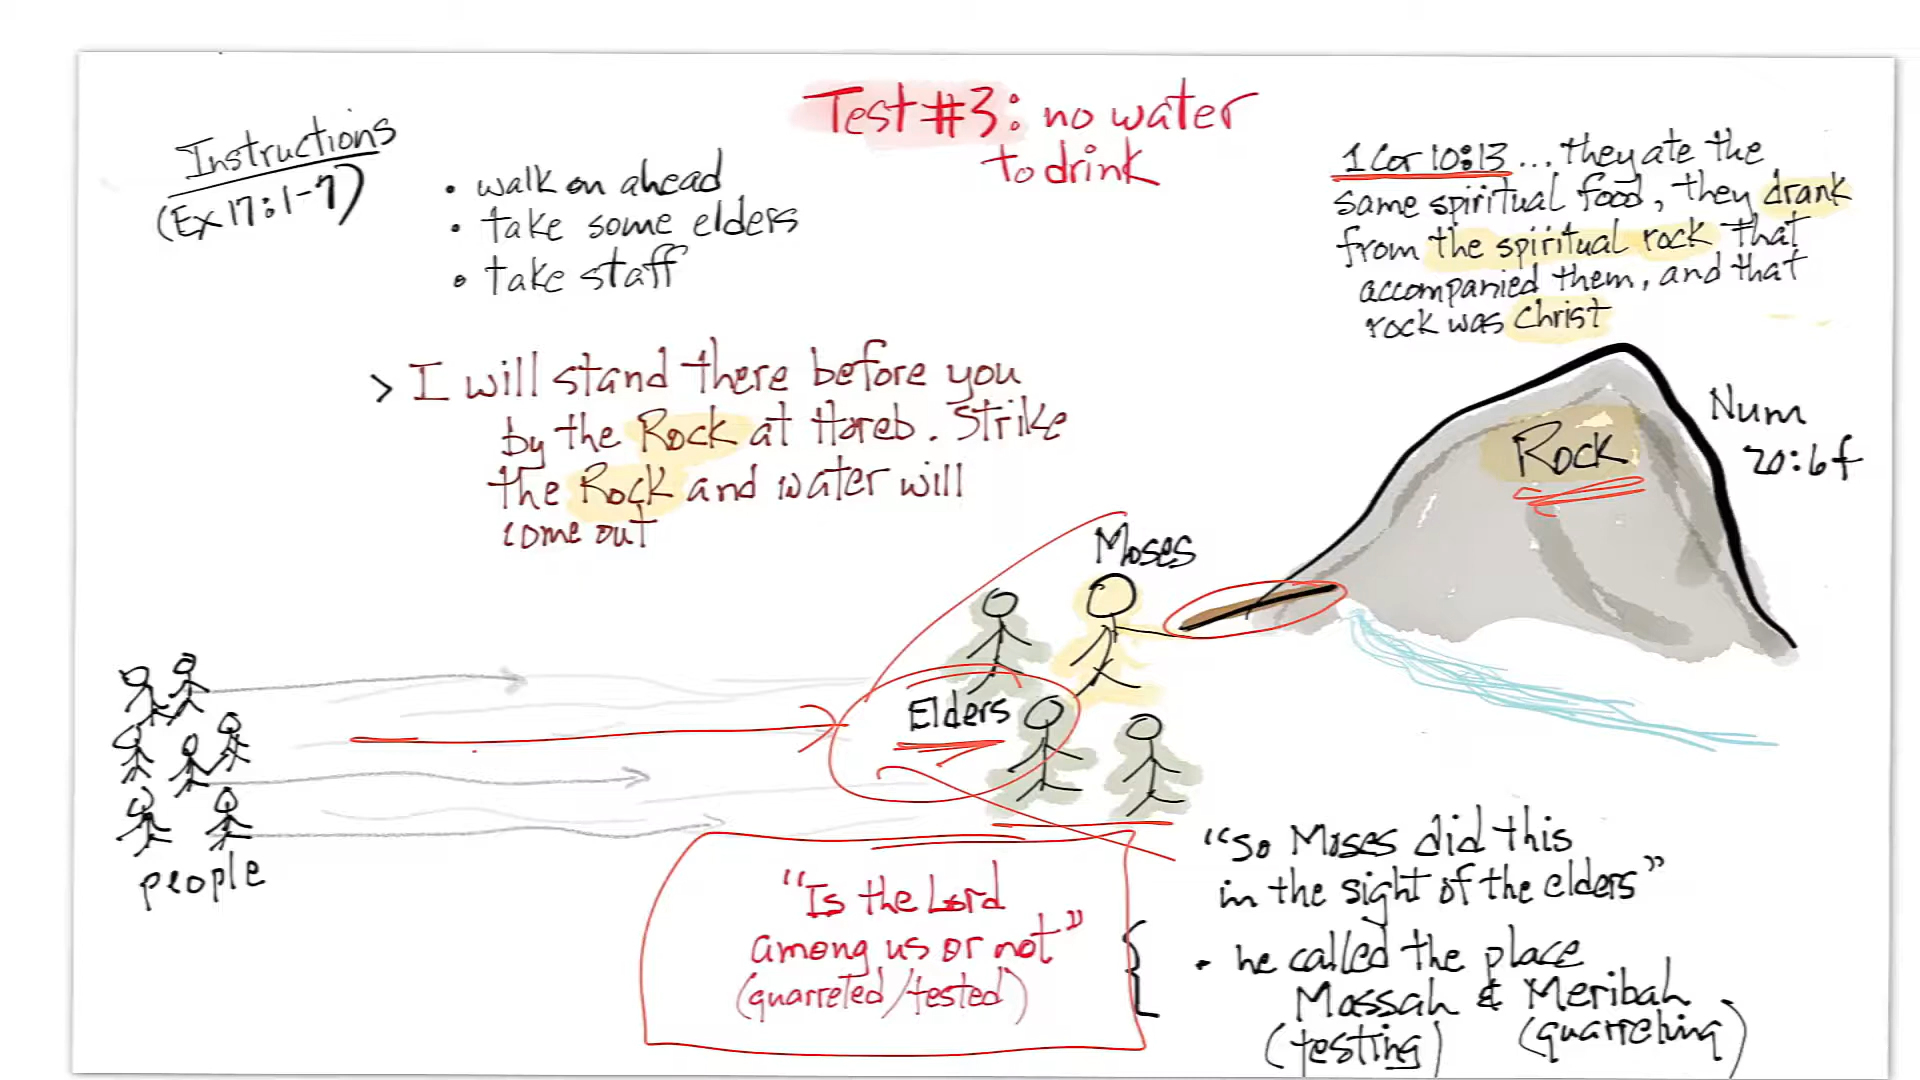 Test #3: no water
to drink
Instructions
(Ex 17:1-7)
• walk on ahead
• take some elders
• take staff
1 Cor 10:13 ... they ate the
same spiritual food, they drank
from the spiritual rock that
accompanied them, and that
rock was Christ
> I will stand there before you
by the Rock at Horeb. Strike
the Rock and water will
come out
Rock
Num
20:6f
Moses
Elders
people
"Is the Lord
among us or not"
(quarreled/tested)
"So Moses did this
in the sight of the elders"
• he called the place
Massah & Meribah
(testing) (quarreling)